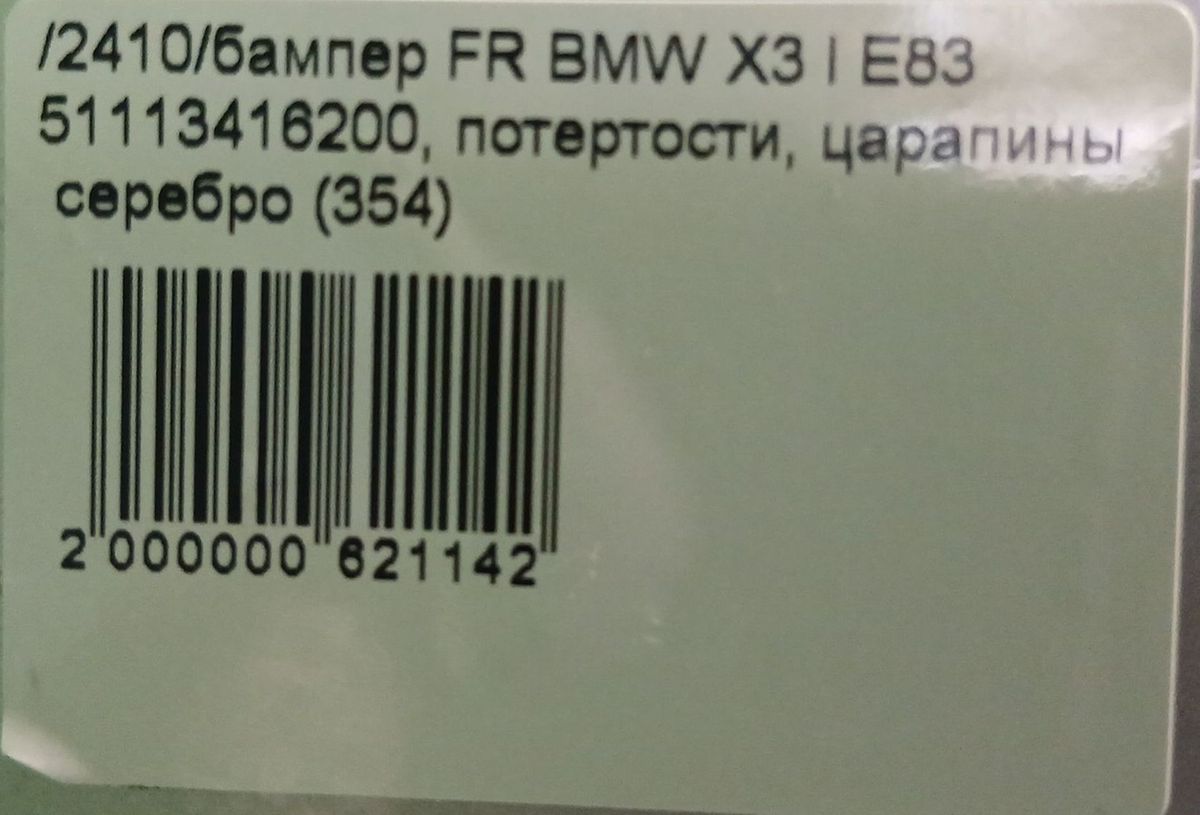 /2410/бампер FR BMW X3 I E83
51113416200, потертости, царапины
серебро (354)
2 000000 621142